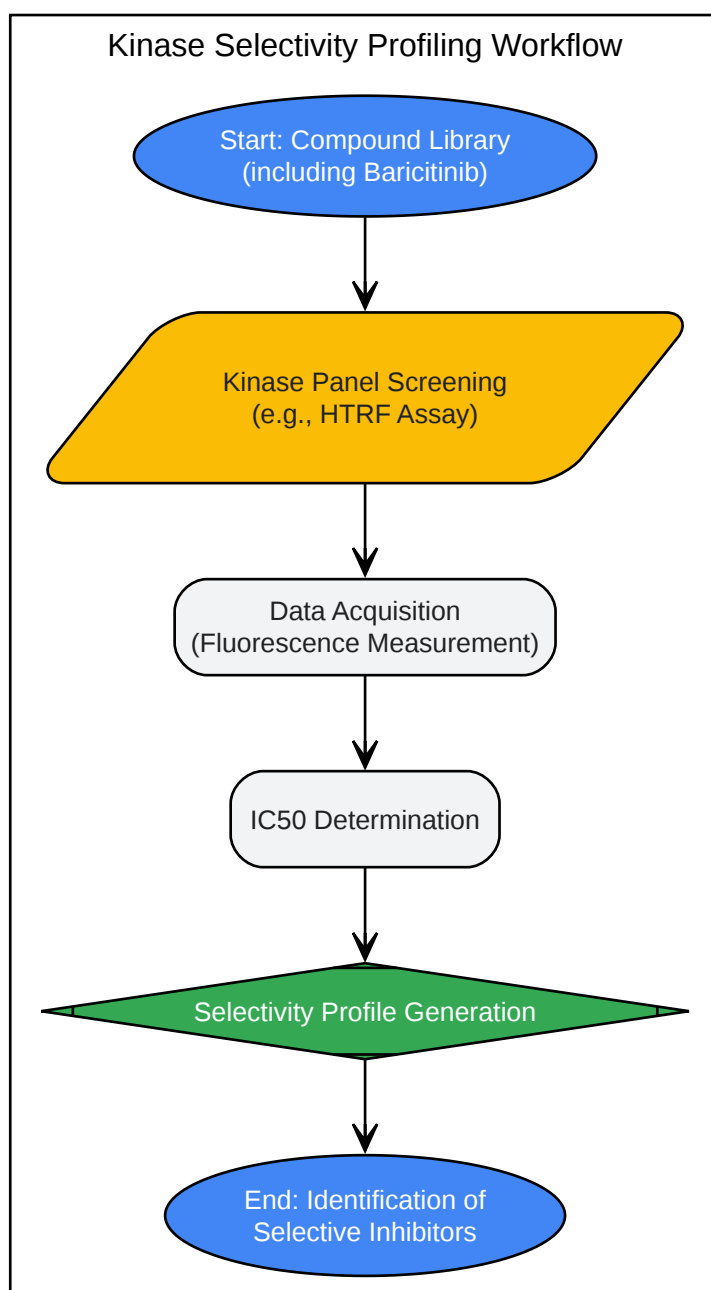 Kinase Selectivity Profiling Workflow
Start: Compound Library
(including Baricitinib)
Kinase Panel Screening
(e.g., HTRF Assay)
Data Acquisition
(Fluorescence Measurement)
IC50 Determination
Selectivity Profile Generation
End: Identification of
Selective Inhibitors